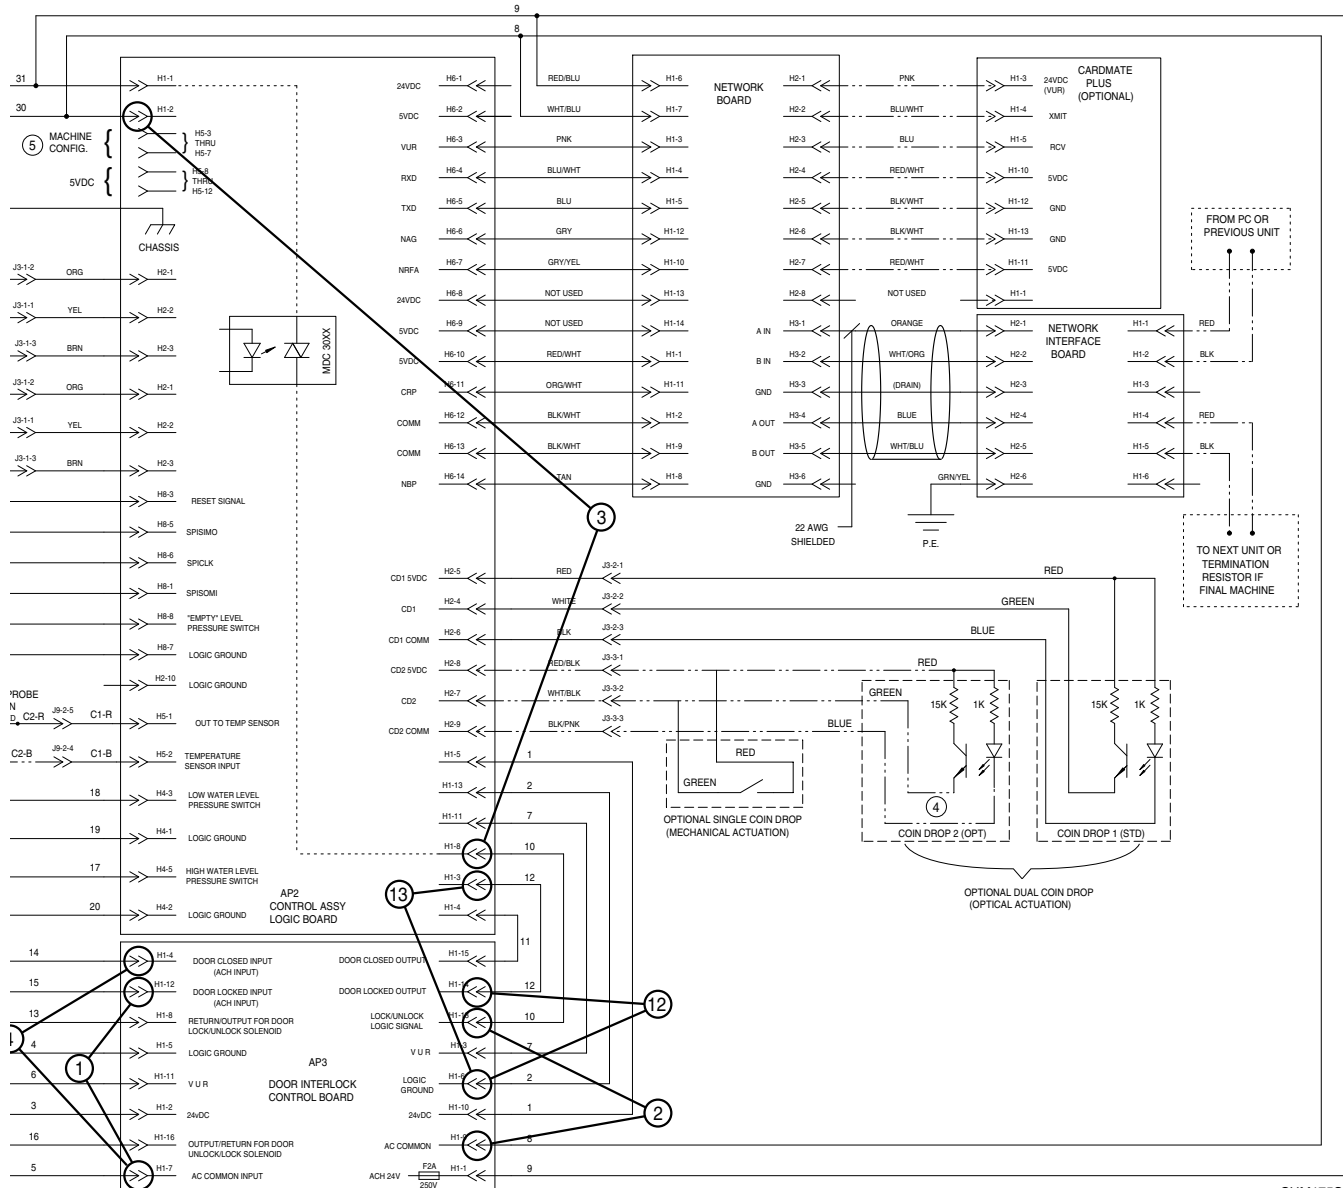 9
8
31
30
H1-1
H1-2
5
MACHINE
CONFIG.
H5-3
THRU
H5-7
5VDC
H5-8
THRU
H5-12
CHASSIS
J3-1-2 ORG H2-1
J3-1-1 YEL H2-2
J3-1-3 BRN H2-3
J3-1-2 ORG H2-1
J3-1-1 YEL H2-2
J3-1-3 BRN H2-3
MDC 30XX
H8-3 RESET SIGNAL
H8-5 SPISIMO
H8-6 SPICLK
H8-1 SPISOMI
H8-8 "EMPTY" LEVEL
PRESSURE SWITCH
H8-7 LOGIC GROUND
H2-10 LOGIC GROUND
C2-R J9-2-5 C1-R H5-1 OUT TO TEMP SENSOR
C2-B J9-2-4 C1-B H5-2 TEMPERATURE
SENSOR INPUT
18 H4-3 LOW WATER LEVEL
PRESSURE SWITCH
19 H4-1 LOGIC GROUND
17 H4-5 HIGH WATER LEVEL
PRESSURE SWITCH
20 H4-2 LOGIC GROUND
AP2
CONTROL ASSY
LOGIC BOARD
24VDC H6-1 RED/BLU H1-6
5VDC H6-2 WHT/BLU H1-7
VUR H6-3 PNK H1-3
RXD H6-4 BLU/WHT H1-4
TXD H6-5 BLU H1-5
NAG H6-6 GRY H1-12
NRFA H6-7 GRY/YEL H1-10
24VDC H6-8 NOT USED H1-13
5VDC H6-9 NOT USED H1-14
5VDC H6-10 RED/WHT H1-1
CRP H6-11 ORG/WHT H1-11
COMM H6-12 BLK/WHT H1-2
COMM H6-13 BLK/WHT H1-9
NBP H6-14 TAN H1-8
NETWORK
BOARD
H2-1 PNK H1-3 24VDC
(VUR)
H2-2 BLU/WHT H1-4 XMIT
H2-3 BLU H1-5 RCV
H2-4 RED/WHT H1-10 5VDC
H2-5 BLK/WHT H1-12 GND
H2-6 BLK/WHT H1-13 GND
H2-7 RED/WHT H1-11 5VDC
H2-8 NOT USED H1-1
CARDMATE
PLUS
(OPTIONAL)
A IN H3-1 ORANGE H2-1
B IN H3-2 WHT/ORG H2-2
GND H3-3 (DRAIN) H2-3
A OUT H3-4 BLUE H2-4
B OUT H3-5 WHT/BLU H2-5
GND H3-6 GRN/YEL H2-6
NETWORK
INTERFACE
BOARD
H1-1 RED
H1-2 BLK
H1-3
H1-4 RED
H1-5 BLK
H1-6
FROM PC OR
PREVIOUS UNIT
22 AWG
SHIELDED
P.E.
TO NEXT UNIT OR
TERMINATION
RESISTOR IF
FINAL MACHINE
3
CD1 5VDC H2-5 RED J3-2-1 RED
CD1 H2-4 WHITE J3-2-2 GREEN
CD1 COMM H2-6 BLK J3-2-3 BLUE
CD2 5VDC H2-8 RED/BLK J3-3-1 RED
CD2 H2-7 WHT/BLK J3-3-2 GREEN
CD2 COMM H2-9 BLK/PNK J3-3-3 BLUE
H1-5 1
H1-13 2
H1-11 7
H1-8 10
H1-3 12
H1-4
11
13
RED
GREEN
OPTIONAL SINGLE COIN DROP
(MECHANICAL ACTUATION)
15K 1K
4
COIN DROP 2 (OPT)
15K 1K
COIN DROP 1 (STD)
OPTIONAL DUAL COIN DROP
(OPTICAL ACTUATION)
14 H1-4 DOOR CLOSED INPUT
(ACH INPUT)
15 H1-12 DOOR LOCKED INPUT
(ACH INPUT)
13 H1-8 RETURN/OUTPUT FOR DOOR
LOCK/UNLOCK SOLENOID
4 H1-5 LOGIC GROUND
1
6 H1-11 V U R
3 H1-2 24vDC
16 H1-16 OUTPUT/RETURN FOR DOOR
UNLOCK/LOCK SOLENOID
5 H1-7 AC COMMON INPUT
AP3
DOOR INTERLOCK
CONTROL BOARD
DOOR CLOSED OUTPUT H1-15
DOOR LOCKED OUTPUT H1-14 12
LOCK/UNLOCK
LOGIC SIGNAL 10
V U R H1-3 7
LOGIC
GROUND H1-6 2
24vDC H1-10 1
AC COMMON 8
ACH 24V F2A
250V H1-1 9
12
2